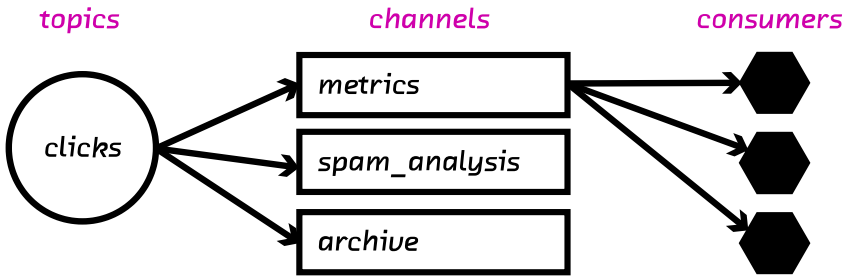 topics channels consumers
clicks
metrics
spam_analysis
archive